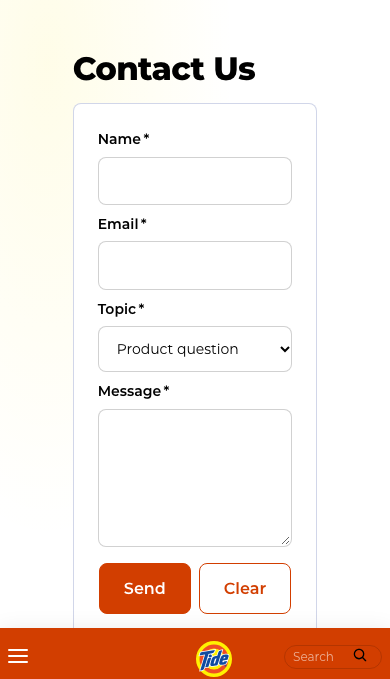 Contact Us
Name *
Email *
Topic *
Product question
Message *
Send Clear
Tide
Search